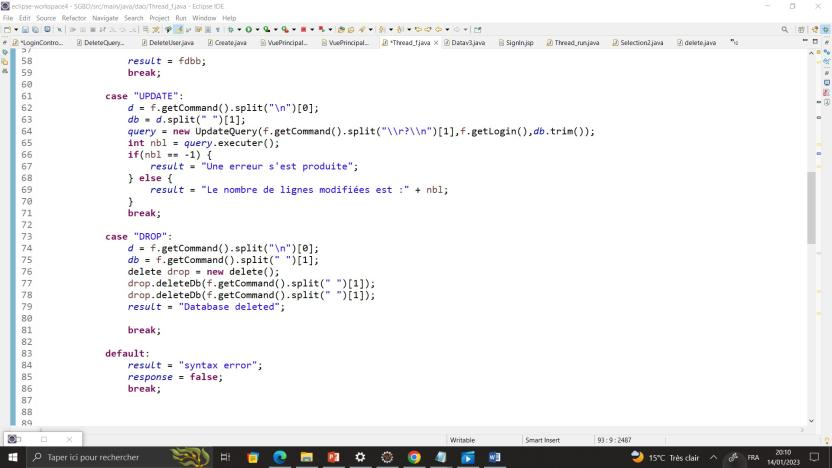 eclipse-workspace4 - SGBD/src/main/java/dao/Thread_f.java - Eclipse IDE
File Edit Source Refactor Navigate Search Project Run Window Help
*LoginContro... DeleteQuery... DeleteUser.java Create.java VuePrincipal... VuePrincipal... *Thread_f.java Datav3.java SignIn.jsp Thread_run.java Selection2.java delete.java
57
58 result = fdbb;
59 break;
60
61 case "UPDATE":
62 d = f.getCommand().split("\n")[0];
63 db = d.split(" ")[1];
64 query = new UpdateQuery(f.getCommand().split("\\r?\\n")[1],f.getLogin(),db.trim());
65 int nbl = query.executer();
66 if(nbl == -1) {
67 result = "Une erreur s'est produite";
68 } else {
69 result = "Le nombre de lignes modifiées est :" + nbl;
70 }
71 break;
72
73 case "DROP":
74 d = f.getCommand().split("\n")[0];
75 db = f.getCommand().split(" ")[1];
76 delete drop = new delete();
77 drop.deleteDb(f.getCommand().split(" ")[1]);
78 drop.deleteDb(f.getCommand().split(" ")[1]);
79 result = "Database deleted";
80
81 break;
82
83 default:
84 result = "syntax error";
85 response = false;
86 break;
87
88
89
Writable Smart Insert 93 : 9 : 2487
Taper ici pour rechercher 15°C Très clair FRA 20:10
14/01/2023